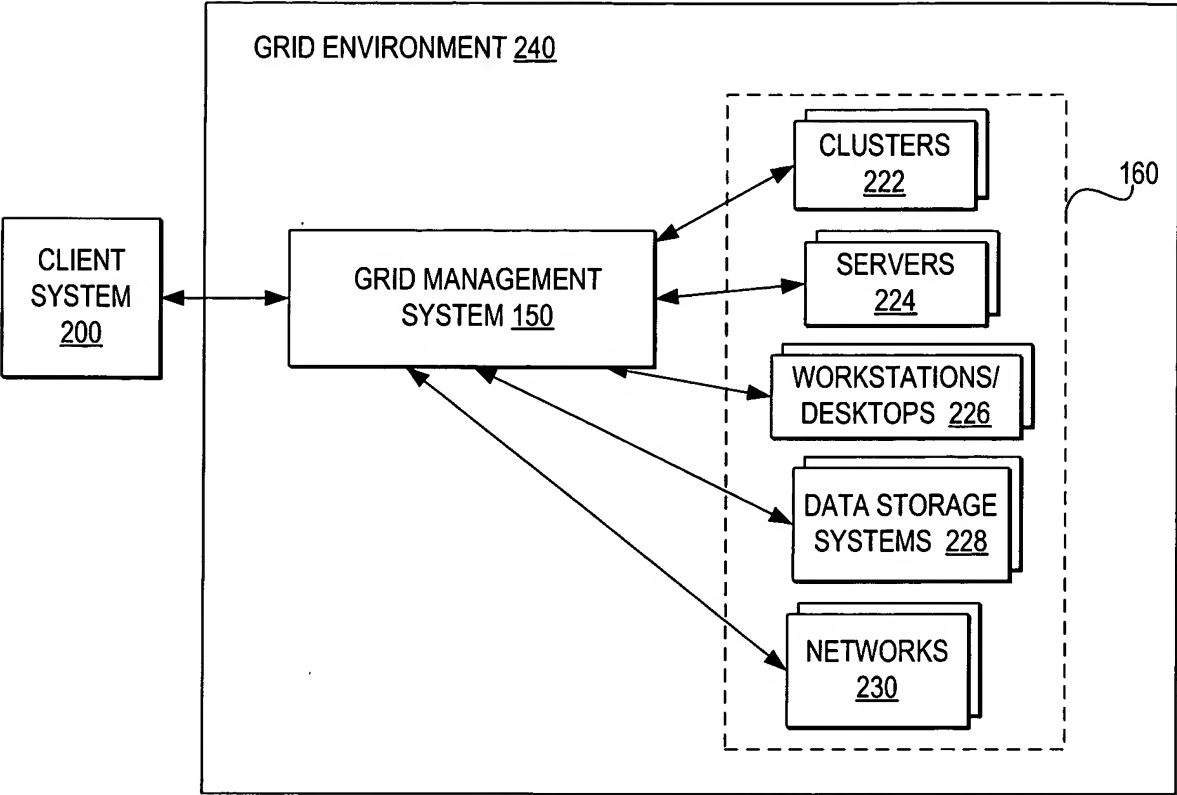 GRID ENVIRONMENT 240
CLUSTERS
222
160
CLIENT
SYSTEM
200
GRID MANAGEMENT
SYSTEM 150
SERVERS
224
WORKSTATIONS/
DESKTOPS 226
DATA STORAGE
SYSTEMS 228
NETWORKS
230